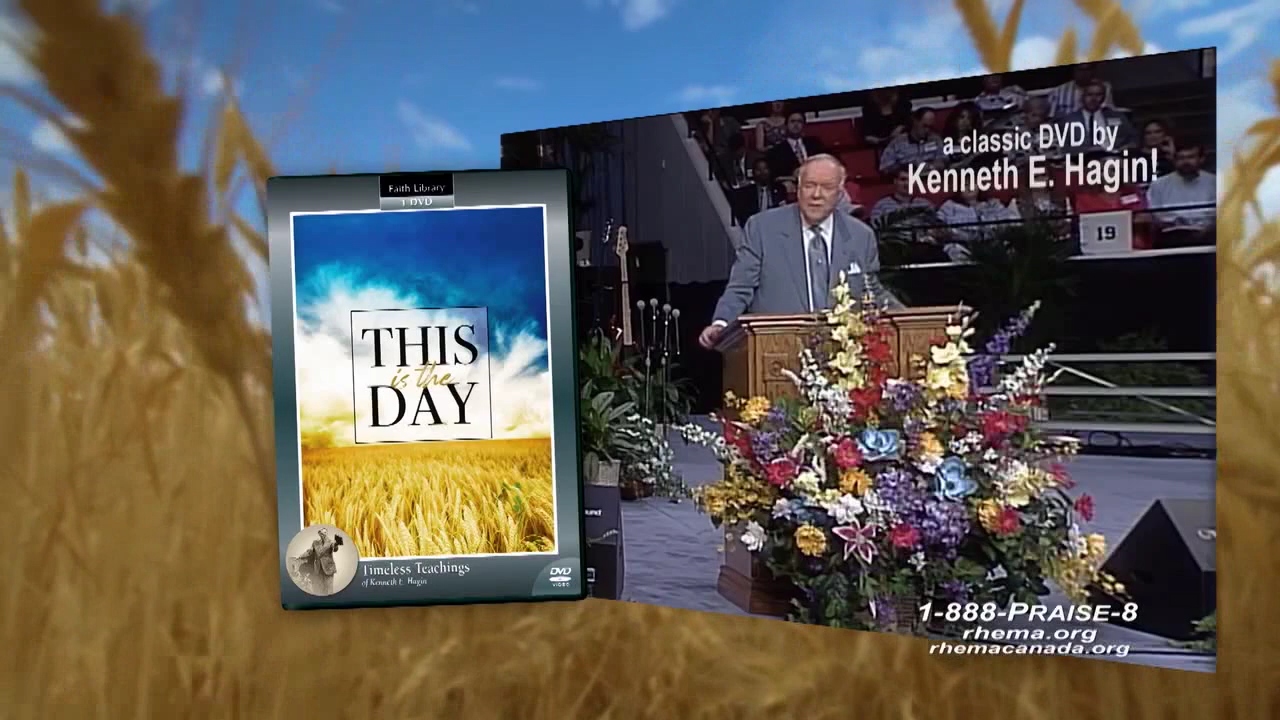 Faith Library
1 DVD
THIS
is the
DAY
Timeless Teachings
of Kenneth E. Hagin
DVD
VIDEO
a classic DVD by
Kenneth E. Hagin!
19
1-888-PRAISE-8
rhema.org
rhemacanada.org